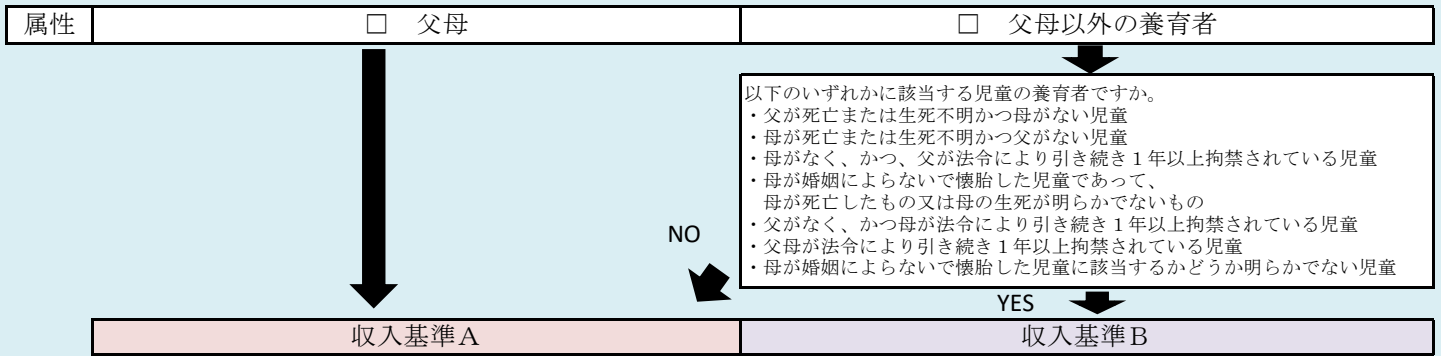 属性
□ 父母
□ 父母以外の養育者
以下のいずれかに該当する児童の養育者ですか。
・父が死亡または生死不明かつ母がない児童
・母が死亡または生死不明かつ父がない児童
・母がなく、かつ、父が法令により引き続き１年以上拘禁されている児童
・母が婚姻によらないで懐胎した児童であって、
母が死亡したもの又は母の生死が明らかでないもの
・父がなく、かつ母が法令により引き続き１年以上拘禁されている児童
・父母が法令により引き続き１年以上拘禁されている児童
・母が婚姻によらないで懐胎した児童に該当するかどうか明らかでない児童
NO
YES
収入基準Ａ
収入基準Ｂ